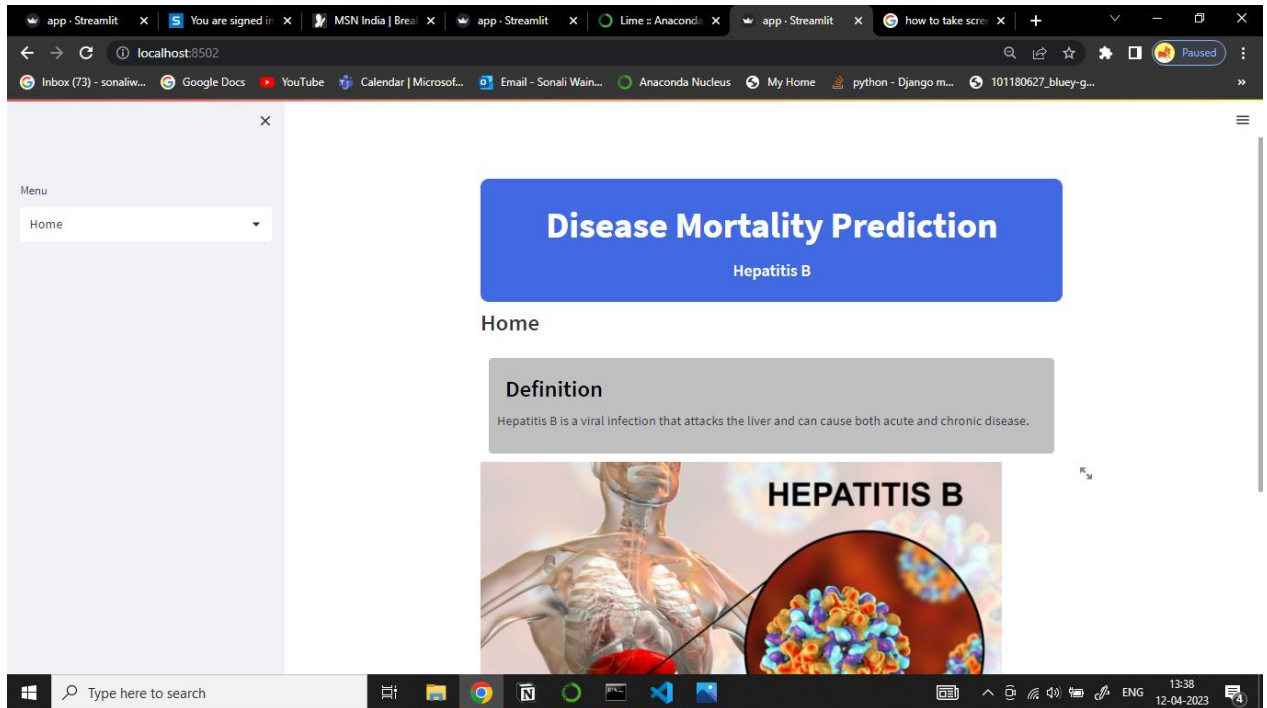 app · Streamlit
You are signed in
MSN India | Brea
app · Streamlit
Lime :: Anaconda
app · Streamlit
how to take scre
localhost:8502
Paused
Inbox (73) - sonaliw...
Google Docs
YouTube
Calendar | Microsof...
Email - Sonali Wain...
Anaconda Nucleus
My Home
python - Django m...
101180627_bluey-g...
»
Menu
Home
Disease Mortality Prediction
Hepatitis B
Home
Definition
Hepatitis B is a viral infection that attacks the liver and can cause both acute and chronic disease.
HEPATITIS B
Type here to search
ENG
13:38
12-04-2023
4